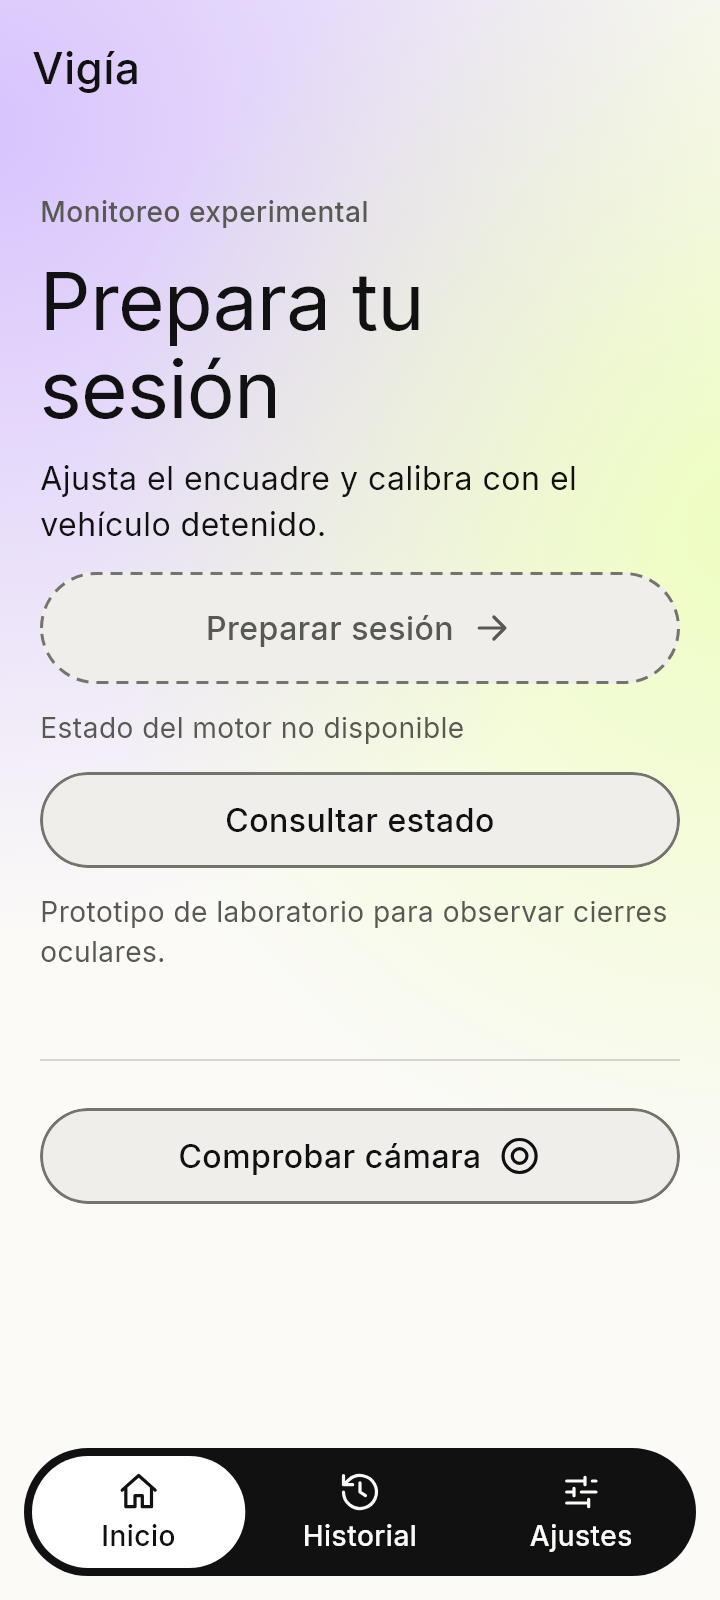 Vigía
Monitoreo experimental
Prepara tu
sesión
Ajusta el encuadre y calibra con el
vehículo detenido.
Preparar sesión
Estado del motor no disponible
Consultar estado
Prototipo de laboratorio para observar cierres
oculares.
Comprobar cámara
Inicio
Historial
Ajustes